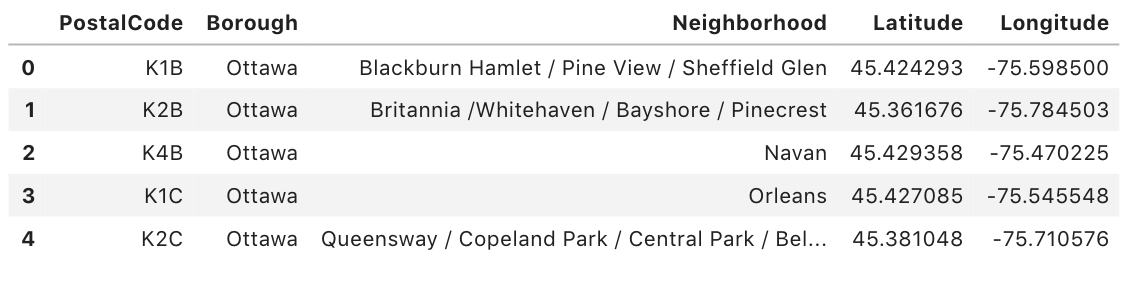 PostalCode Borough Neighborhood Latitude Longitude
0 K1B Ottawa Blackburn Hamlet / Pine View / Sheffield Glen 45.424293 -75.598500
1 K2B Ottawa Britannia /Whitehaven / Bayshore / Pinecrest 45.361676 -75.784503
2 K4B Ottawa Navan 45.429358 -75.470225
3 K1C Ottawa Orleans 45.427085 -75.545548
4 K2C Ottawa Queensway / Copeland Park / Central Park / Bel... 45.381048 -75.710576